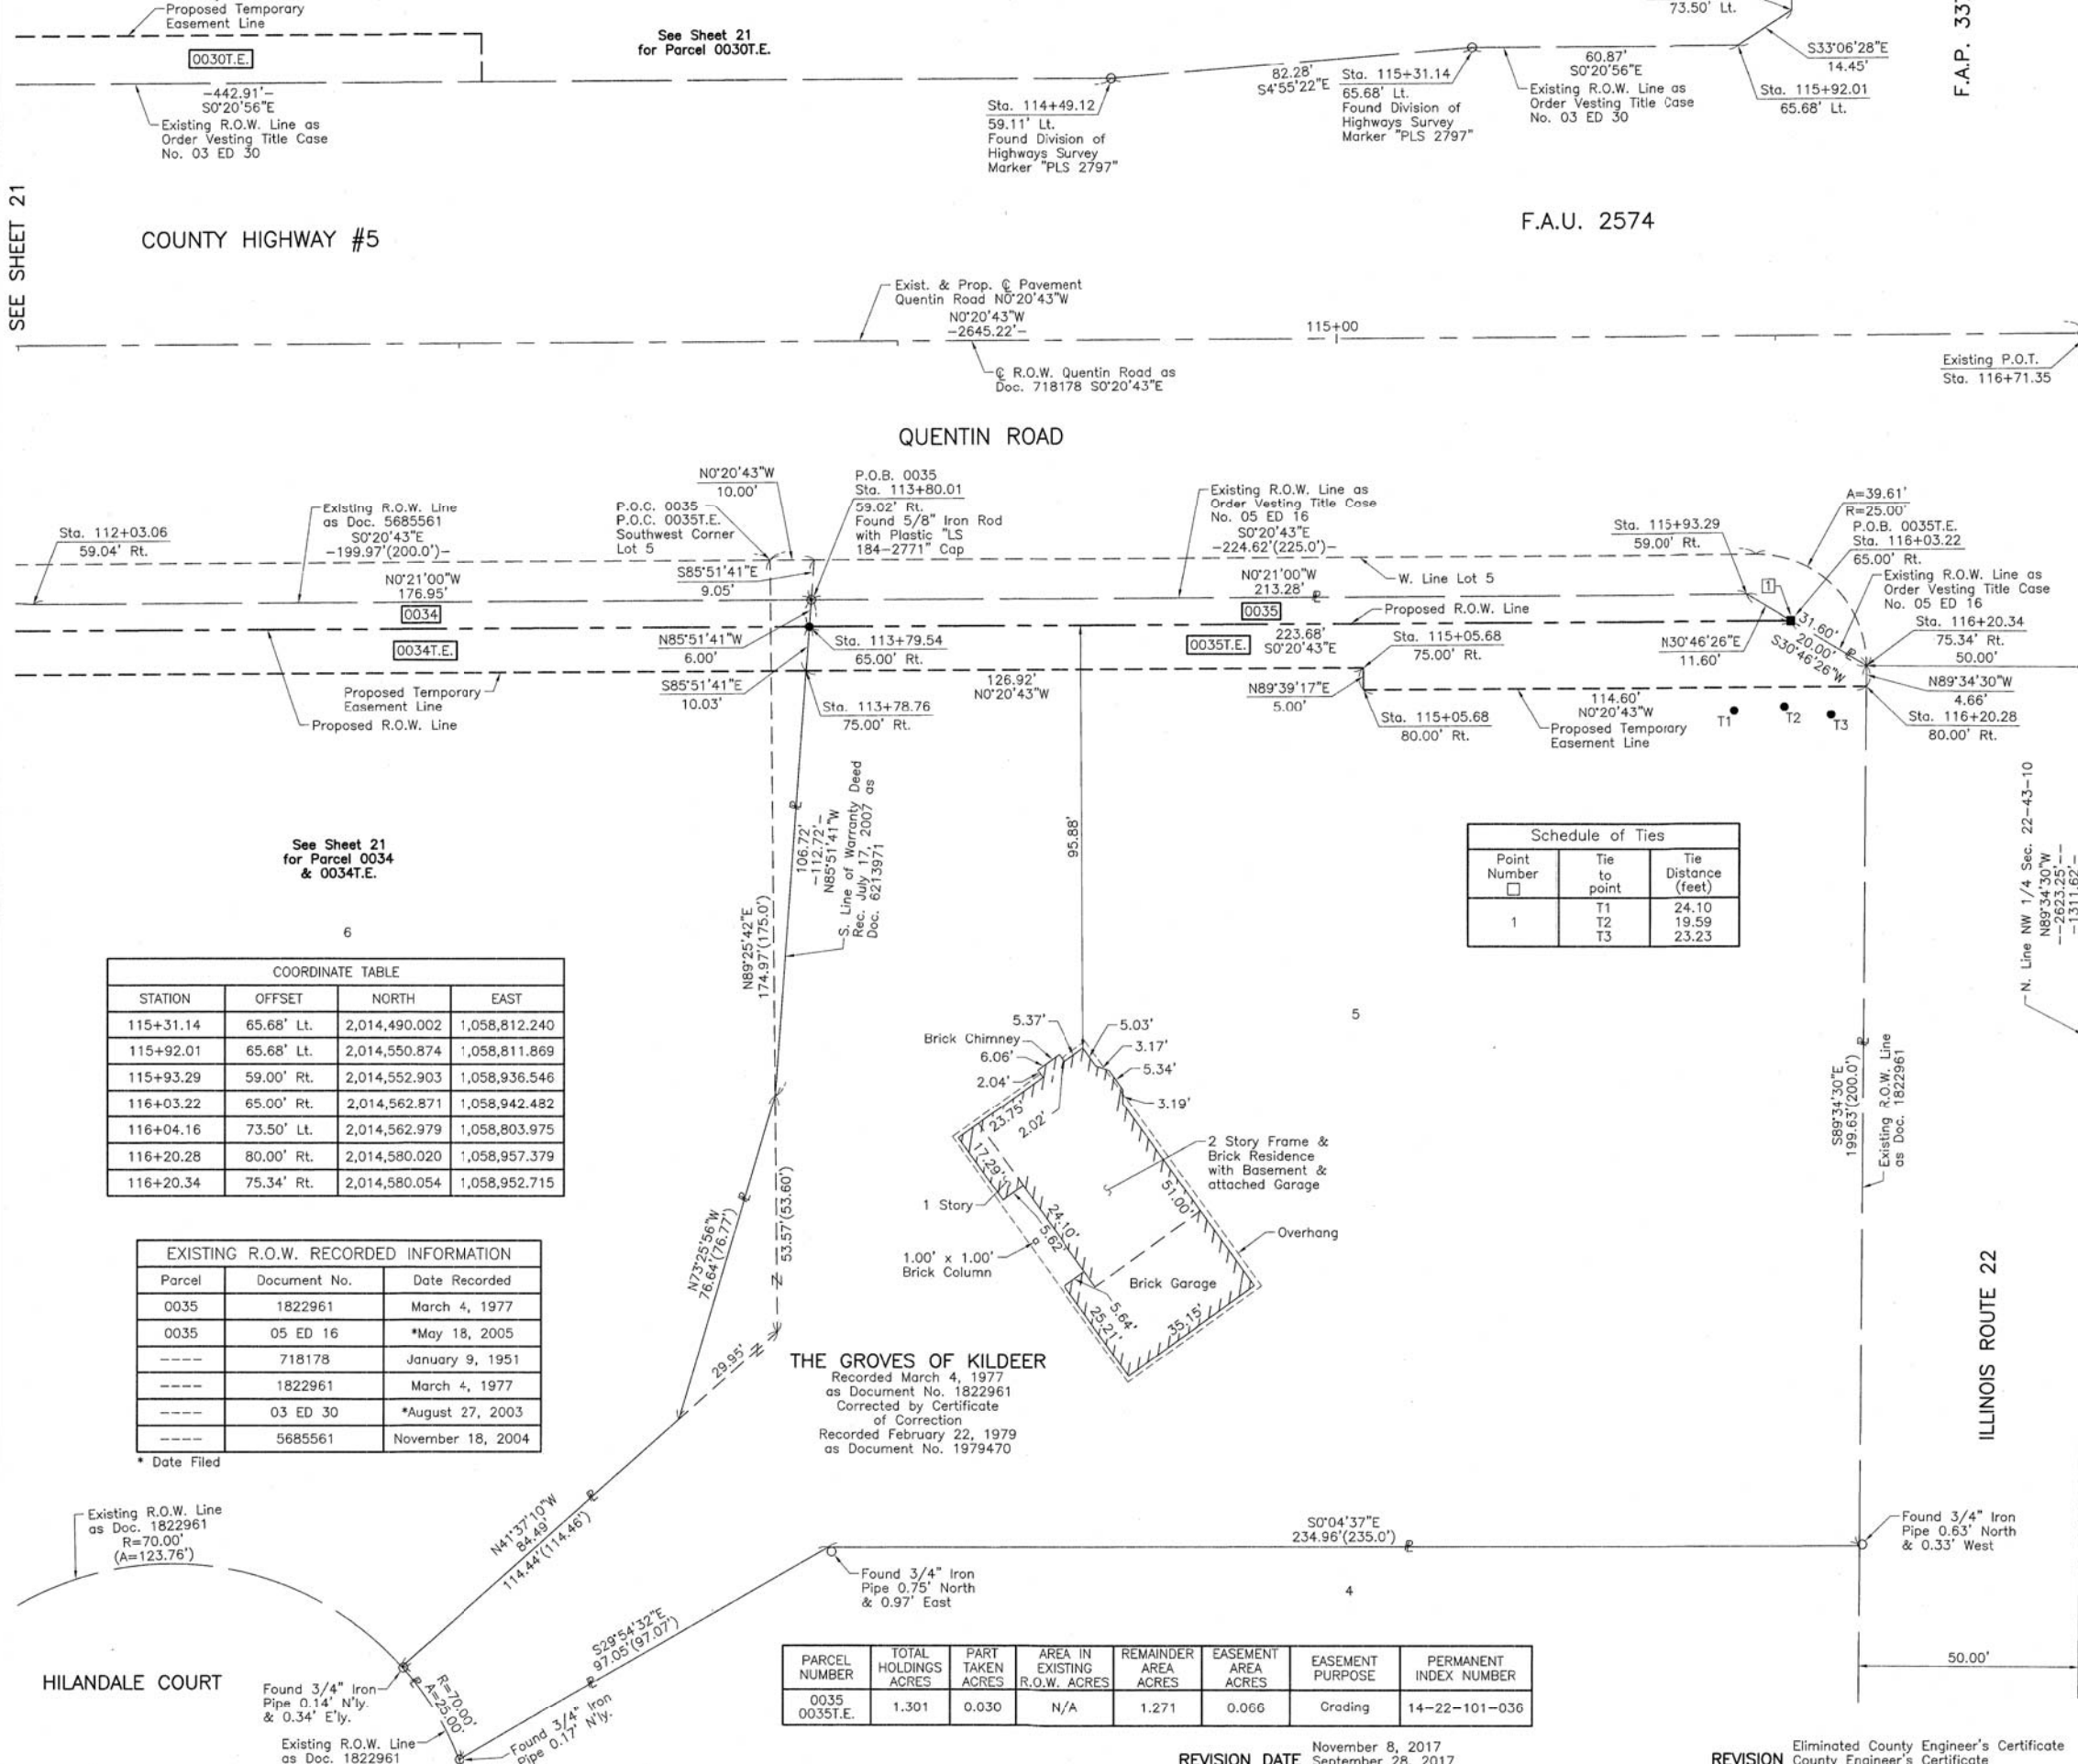 Proposed Temporary
Easement Line
0030T.E.
-442.91'-
S0°20'56"E
Existing R.O.W. Line as
Order Vesting Title Case
No. 03 ED 30
See Sheet 21
for Parcel 0030T.E.
Sta. 114+49.12
59.11' Lt.
Found Division of
Highways Survey
Marker "PLS 2797"
82.28'
S4°55'22"E
Sta. 115+31.14
65.68' Lt.
Found Division of
Highways Survey
Marker "PLS 2797"
60.87'
S0°20'56"E
Existing R.O.W. Line as
Order Vesting Title Case
No. 03 ED 30
73.50' Lt.
S33°06'28"E
14.45'
Sta. 115+92.01
65.68' Lt.
F.A.P.
SEE SHEET 21
COUNTY HIGHWAY #5
F.A.U. 2574
Exist. & Prop. ℄ Pavement
Quentin Road N0°20'43"W
N0°20'43"W
-2645.22'-
℄ R.O.W. Quentin Road as
Doc. 718178 S0°20'43"E
115+00
Existing P.O.T.
Sta. 116+71.35
QUENTIN ROAD
Sta. 112+03.06
59.04' Rt.
Existing R.O.W. Line
as Doc. 5685561
S0°20'43"E
-199.97'(200.0')-
N0°21'00"W
176.95'
0034
0034T.E.
Proposed Temporary
Easement Line
Proposed R.O.W. Line
N0°20'43"W
10.00'
P.O.C. 0035
P.O.C. 0035T.E.
Southwest Corner
Lot 5
P.O.B. 0035
Sta. 113+80.01
59.02' Rt.
Found 5/8" Iron Rod
with Plastic "LS
184-2771" Cap
S85°51'41"E
9.05'
N85°51'41"W
6.00'
S85°51'41"E
10.03'
Sta. 113+79.54
65.00' Rt.
Sta. 113+78.76
75.00' Rt.
Existing R.O.W. Line as
Order Vesting Title Case
No. 05 ED 16
S0°20'43"E
-224.62'(225.0')-
N0°21'00"W
213.28'
W. Line Lot 5
0035
Proposed R.O.W. Line
0035T.E.
223.68'
S0°20'43"E
126.92'
N0°20'43"W
Sta. 115+05.68
75.00' Rt.
N89°39'17"E
5.00'
Sta. 115+05.68
80.00' Rt.
Sta. 115+93.29
59.00' Rt.
A=39.61'
R=25.00'
P.O.B. 0035T.E.
Sta. 116+03.22
65.00' Rt.
Existing R.O.W. Line as
Order Vesting Title Case
No. 05 ED 16
1
N30°46'26"E
11.60'
31.60'
20.00'
S30°46'26"W
Sta. 116+20.34
75.34' Rt.
50.00'
N89°34'30"W
4.66'
Sta. 116+20.28
80.00' Rt.
114.60'
N0°20'43"W
Proposed Temporary
Easement Line
T1
T2
T3
95.88'
106.72'
-112.72'-
N85°51'41"W
S. Line of Warranty Deed
Rec. July 17, 2007 as
Doc. 6213971
N89°25'42"E
174.97'(175.0')
See Sheet 21
for Parcel 0034
& 0034T.E.
6
Schedule of Ties
Point Number □ Tie to point Tie Distance (feet)
1 T1 24.10
T2 19.59
T3 23.23
N. Line NW 1/4 Sec. 22-43-10
N89°34'30"W
--2623.25'--
-1311.62'-
COORDINATE TABLE
STATION OFFSET NORTH EAST
115+31.14 65.68' Lt. 2,014,490.002 1,058,812.240
115+92.01 65.68' Lt. 2,014,550.874 1,058,811.869
115+93.29 59.00' Rt. 2,014,552.903 1,058,936.546
116+03.22 65.00' Rt. 2,014,562.871 1,058,942.482
116+04.16 73.50' Lt. 2,014,562.979 1,058,803.975
116+20.28 80.00' Rt. 2,014,580.020 1,058,957.379
116+20.34 75.34' Rt. 2,014,580.054 1,058,952.715
5
Brick Chimney
5.37'
6.06'
2.04'
5.03'
3.17'
5.34'
3.19'
23.75'
2.02'
17.29'
1 Story
24.10'
5.62'
51.00'
2 Story Frame &
Brick Residence
with Basement &
attached Garage
Overhang
1.00' x 1.00'
Brick Column
Brick Garage
5.64'
25.21'
35.15'
S89°34'30"E
199.63'(200.0')
Existing R.O.W. Line
as Doc. 1822961
ILLINOIS ROUTE 22
EXISTING R.O.W. RECORDED INFORMATION
Parcel Document No. Date Recorded
0035 1822961 March 4, 1977
0035 05 ED 16 *May 18, 2005
---- 718178 January 9, 1951
---- 1822961 March 4, 1977
---- 03 ED 30 *August 27, 2003
---- 5685561 November 18, 2004
* Date Filed
N73°25'56"W
76.64'(76.77')
53.57'(53.60')
29.95'
THE GROVES OF KILDEER
Recorded March 4, 1977
as Document No. 1822961
Corrected by Certificate
of Correction
Recorded February 22, 1979
as Document No. 1979470
Existing R.O.W. Line
as Doc. 1822961
R=70.00'
(A=123.76')
N41°37'10"W
84.49'
114.44'(114.46')
S0°04'37"E
234.96'(235.0')
Found 3/4" Iron
Pipe 0.63' North
& 0.33' West
Found 3/4" Iron
Pipe 0.75' North
& 0.97' East
4
S29°54'32"E
97.05'(97.07')
50.00'
HILANDALE COURT
Found 3/4" Iron
Pipe 0.14' N'ly.
& 0.34' E'ly.
R=70.00'
A=25.00'
Existing R.O.W. Line
as Doc. 1822961
Found 3/4" Iron
Pipe 0.17' N'ly.
PARCEL NUMBER TOTAL HOLDINGS ACRES PART TAKEN ACRES AREA IN EXISTING R.O.W. ACRES REMAINDER AREA ACRES EASEMENT AREA ACRES EASEMENT PURPOSE PERMANENT INDEX NUMBER
0035 0035T.E. 1.301 0.030 N/A 1.271 0.066 Grading 14-22-101-036
REVISION DATE November 8, 2017
September 28, 2017
REVISION Eliminated County Engineer's Certificate
County Engineer's Certificate